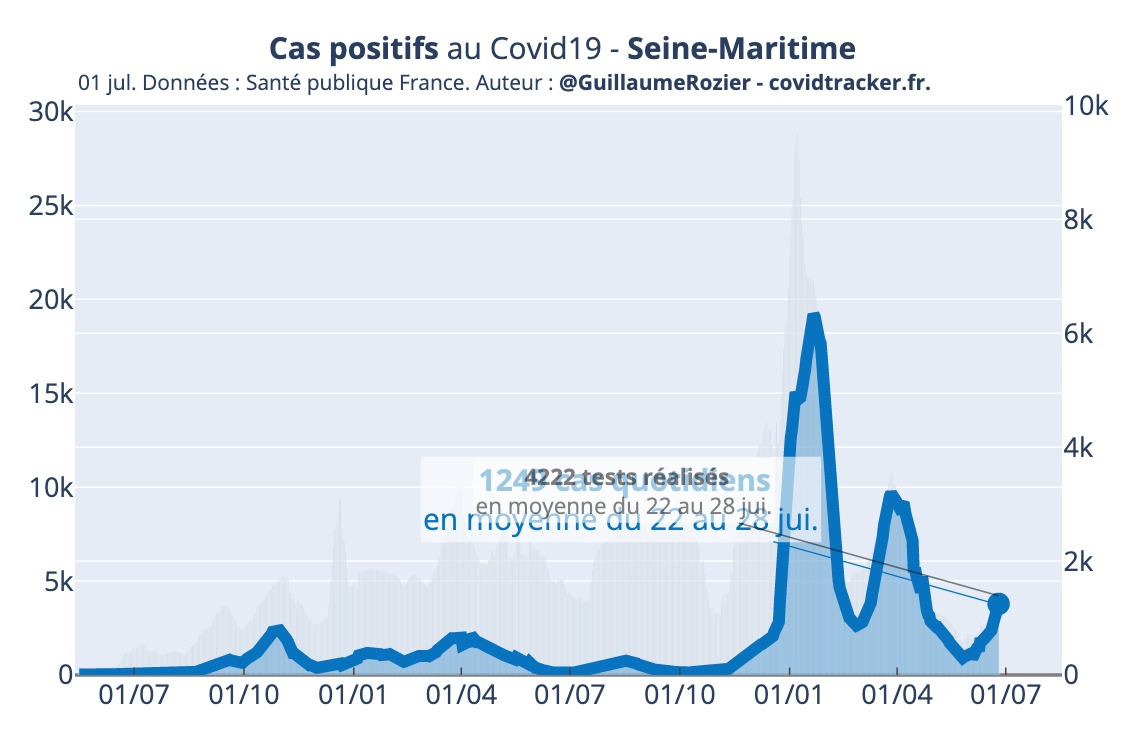 Cas positifs au Covid19 - Seine-Maritime
01 jul. Données : Santé publique France. Auteur : @GuillaumeRozier - covidtracker.fr.
30k
25k
20k
15k
10k
5k
0
10k
8k
6k
4k
2k
0
4222 tests réalisés
en moyenne du 22 au 28 jui.
1249 cas quotidiens
en moyenne du 22 au 28 jui.
01/07
01/10
01/01
01/04
01/07
01/10
01/01
01/04
01/07